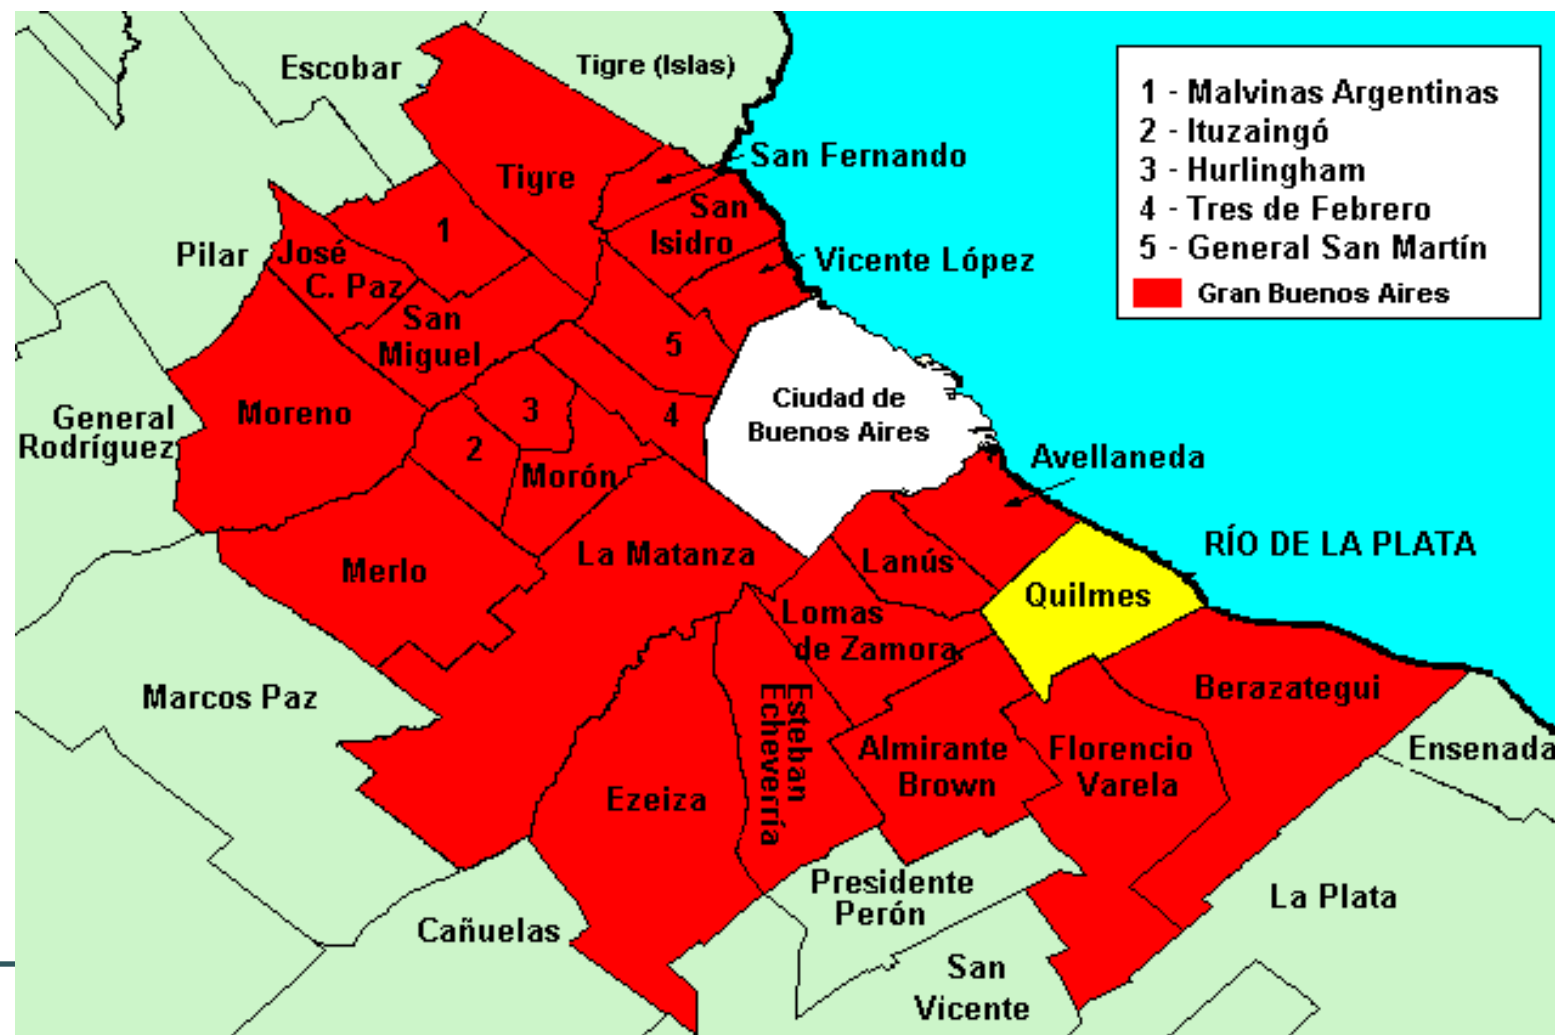 Escobar
Tigre (Islas)
1 - Malvinas Argentinas
2 - Ituzaingó
3 - Hurlingham
4 - Tres de Febrero
5 - General San Martín
Gran Buenos Aires
San Fernando
Tigre
San
Isidro
1
Pilar
José
C. Paz
Vicente López
San
Miguel
5
Ciudad de
Buenos Aires
General
Rodríguez
Moreno
3
4
2
Morón
Avellaneda
RÍO DE LA PLATA
Merlo
La Matanza
Lanús
Quilmes
Lomas
de Zamora
Marcos Paz
Esteban
Echeverría
Berazategui
Almirante
Brown
Florencio
Varela
Ensenada
Ezeiza
Presidente
Perón
La Plata
Cañuelas
San
Vicente